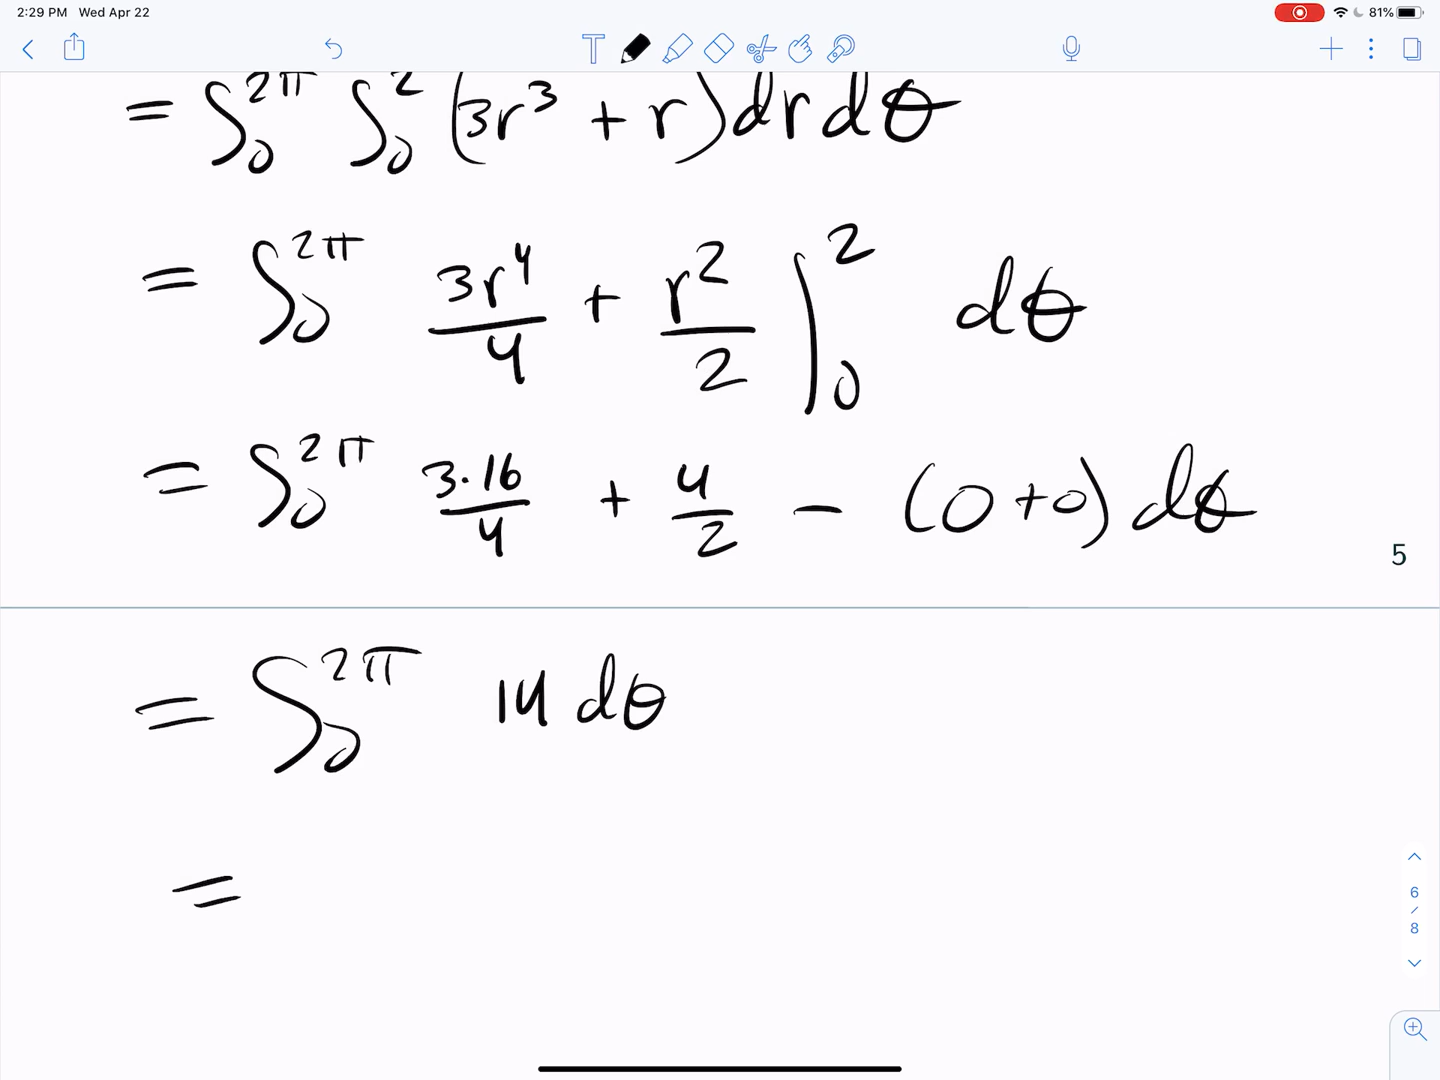 2:29 PM Wed Apr 22 81%
T
= ∫₀^2π ∫₀^2 (3r³ + r) dr dθ
= ∫₀^2π 3r⁴/4 + r²/2 |₀^2 dθ
= ∫₀^2π 3·16/4 + 4/2 − (0+0) dθ
5
= ∫₀^2π 14 dθ
=
6
/
8